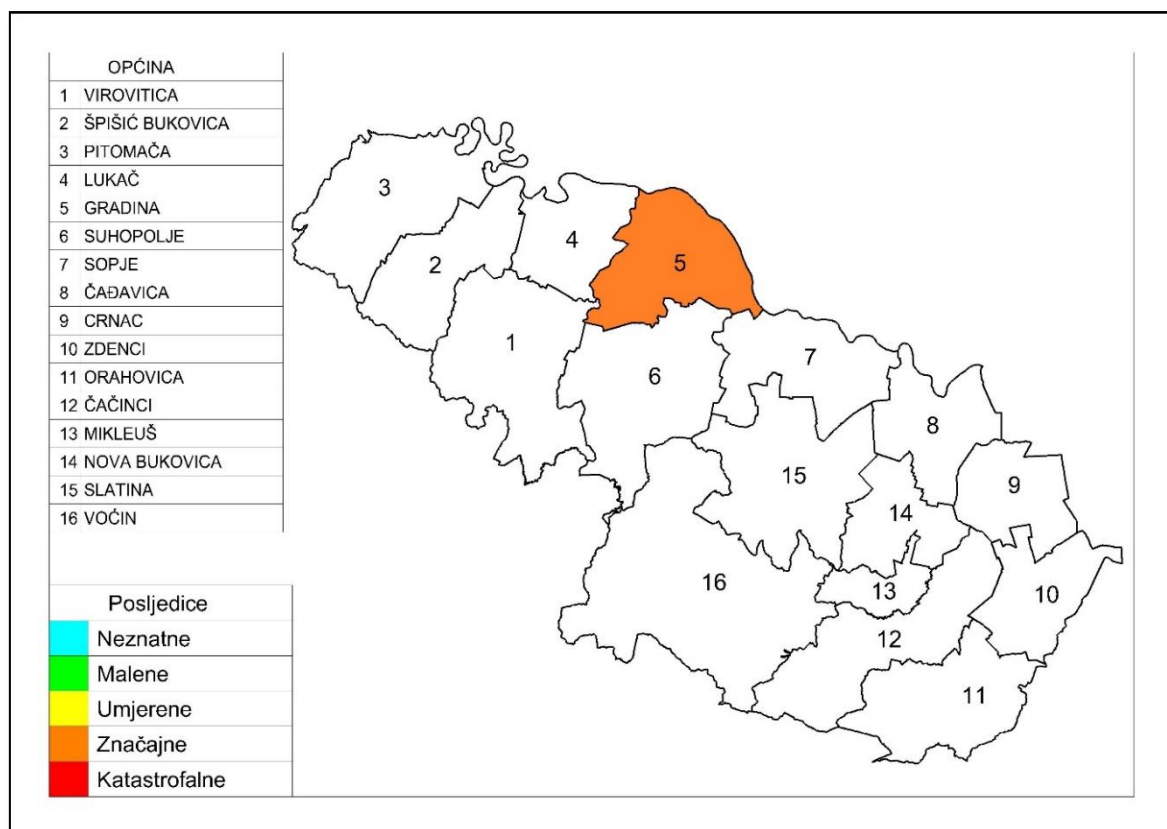 OPĆINA
1 VIROVITICA
2 ŠPIŠIĆ BUKOVICA
3 PITOMAČA
4 LUKAČ
5 GRADINA
6 SUHOPOLJE
7 SOPJE
8 ČAĐAVICA
9 CRNAC
10 ZDENCI
11 ORAHOVICA
12 ČAČINCI
13 MIKLEUŠ
14 NOVA BUKOVICA
15 SLATINA
16 VOĆIN
Posljedice
Neznatne
Malene
Umjerene
Značajne
Katastrofalne
3
4
2
5
1
6
7
8
15
9
14
16
13
10
12
11